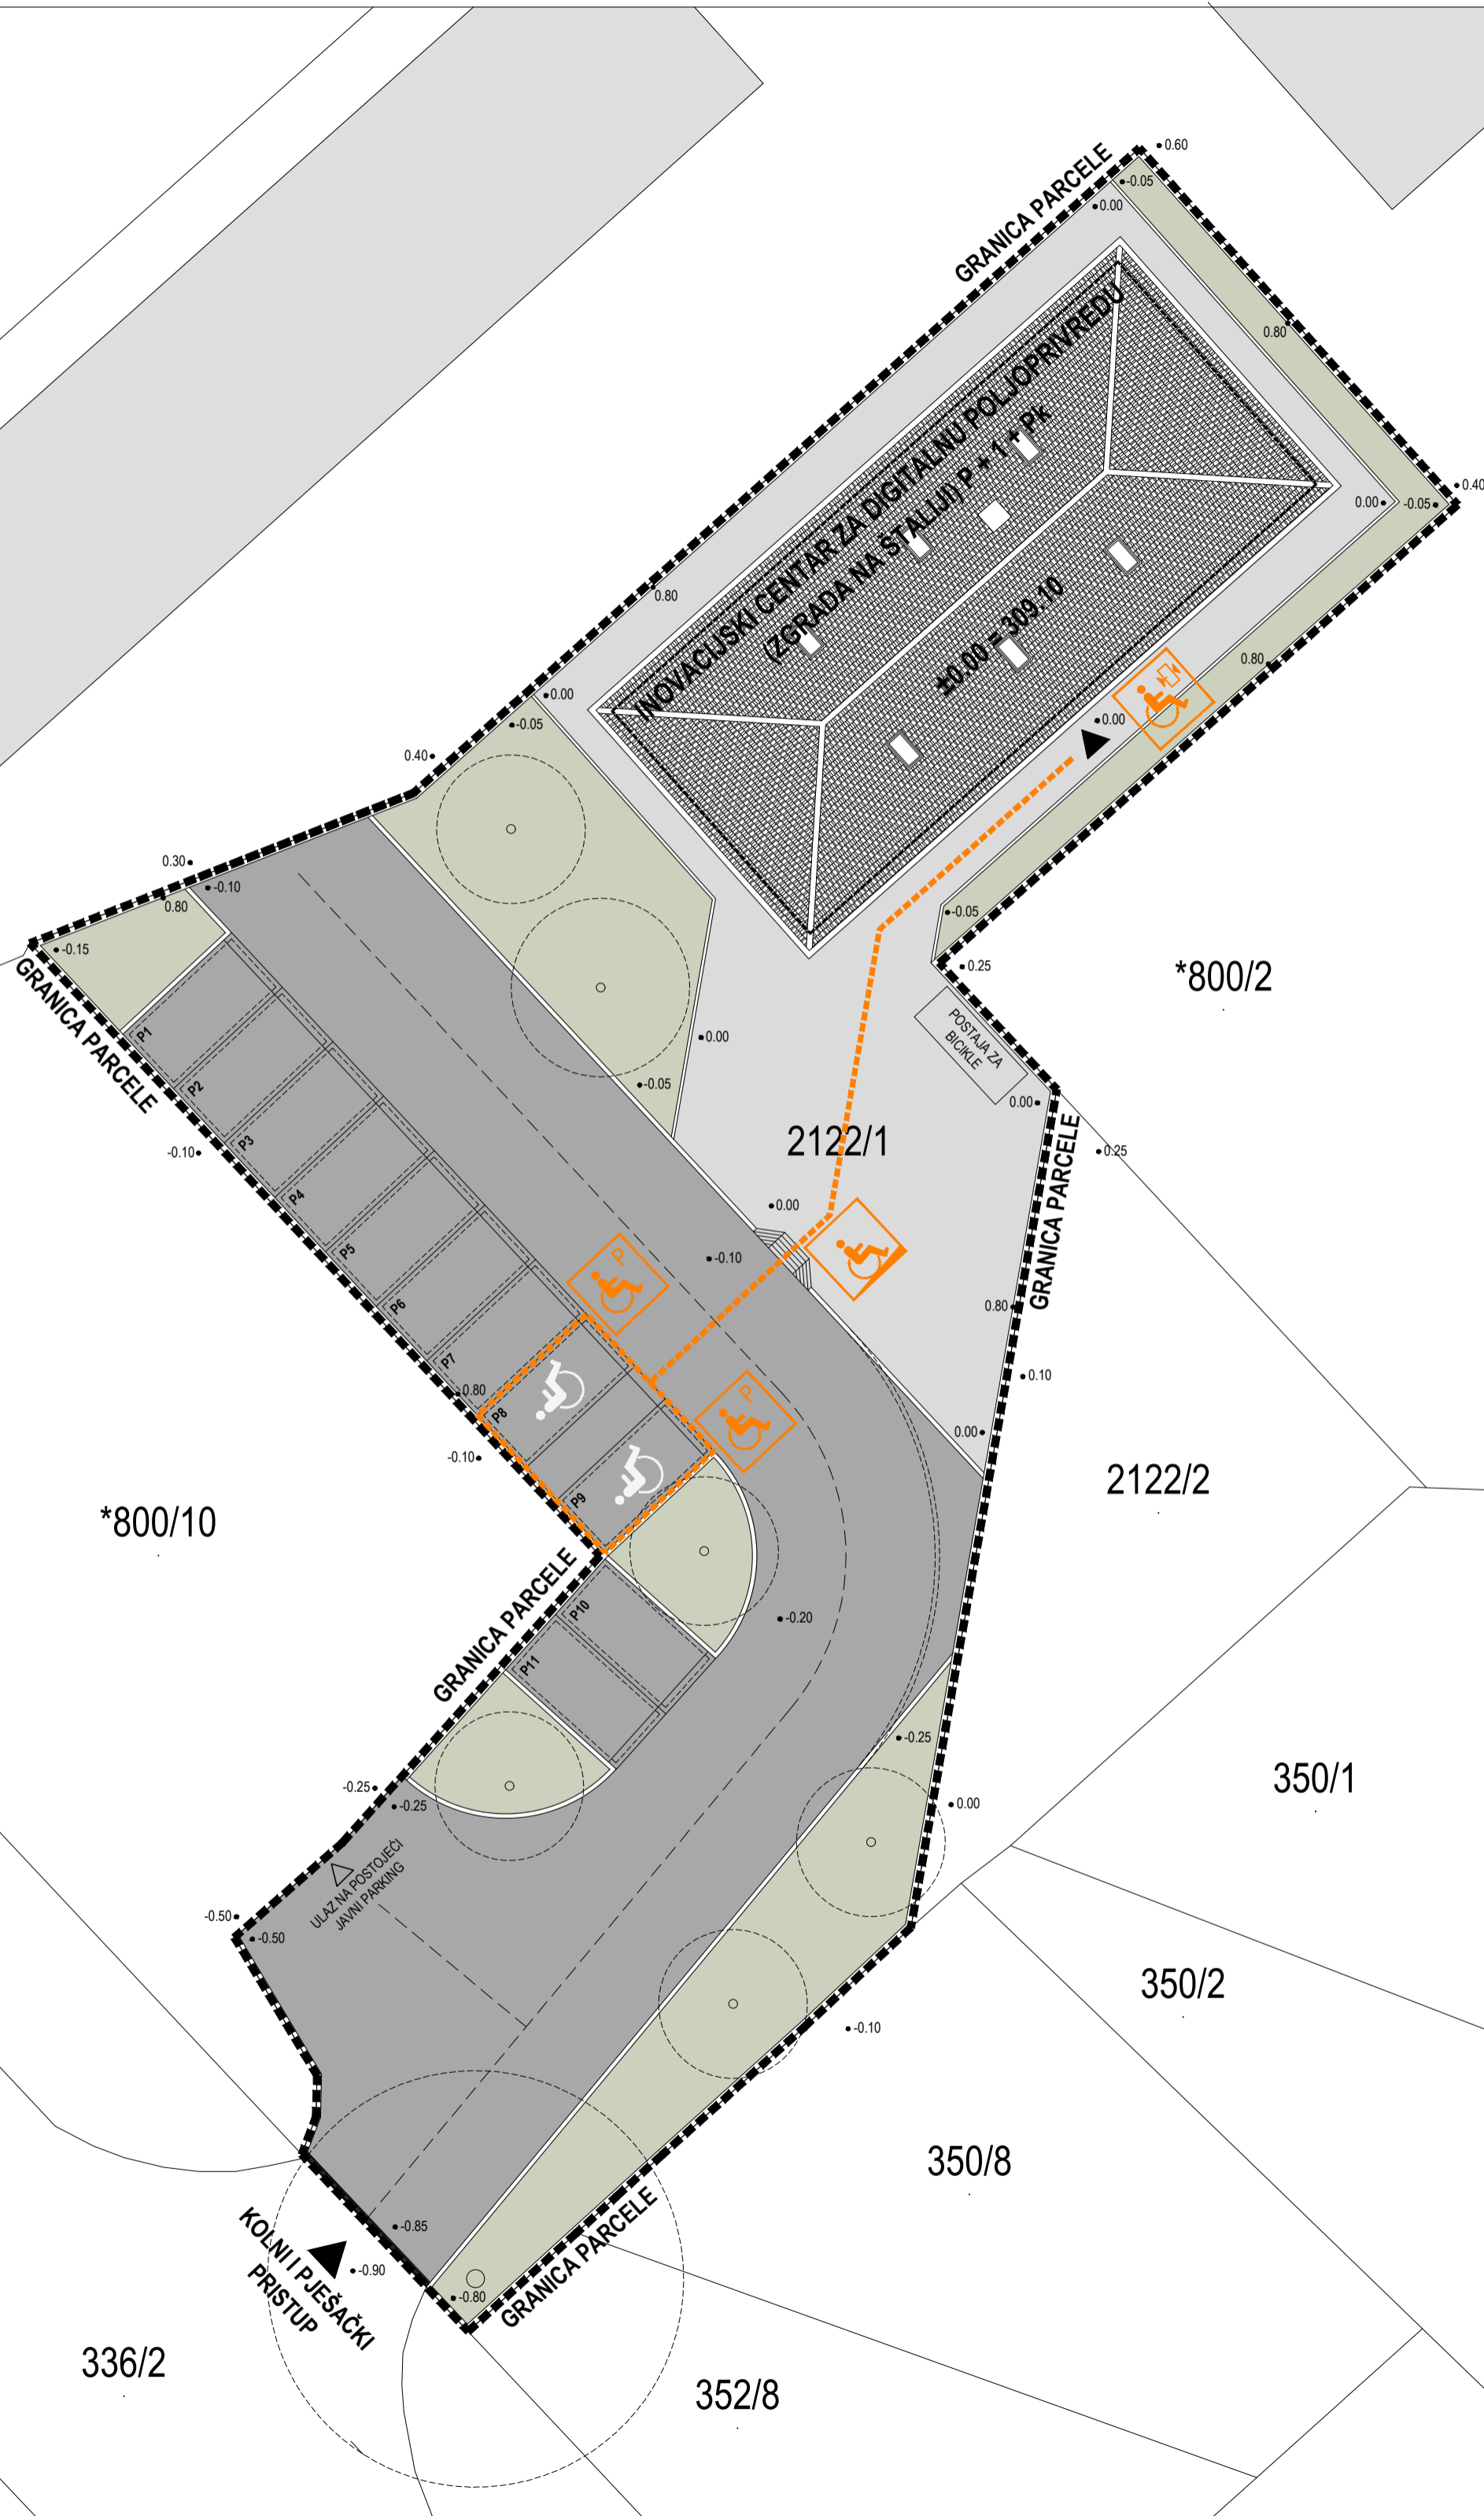 0.60
GRANICA PARCELE
-0.05
0.00
0.80
INOVACIJSKI CENTAR ZA DIGITALNU POLJOPRIVREDU
(ZGRADA NA ŠTALIJI) P + 1 + Pk
±0.00 = 309.10
0.40
0.00
-0.05
0.80
0.80
0.00
0.00
-0.05
0.40
0.30
-0.10
0.80
-0.15
-0.05
0.25
*800/2
GRANICA PARCELE
POSTAJA ZA
BICIKLE
P1
P2
P3
P4
P5
P6
P7
P8
P9
0.00
-0.05
0.00
2122/1
-0.10
0.25
GRANICA PARCELE
0.00
P
-0.10
0.80
0.10
P
0.80
0.00
-0.10
2122/2
*800/10
GRANICA PARCELE
P10
P11
-0.20
-0.25
350/1
-0.25
-0.25
0.00
ULAZ NA POSTOJEĆI
JAVNI PARKING
-0.50
-0.50
350/2
-0.10
350/8
GRANICA PARCELE
-0.85
KOLNI I PJEŠAČKI
PRISTUP
-0.90
-0.80
336/2
352/8